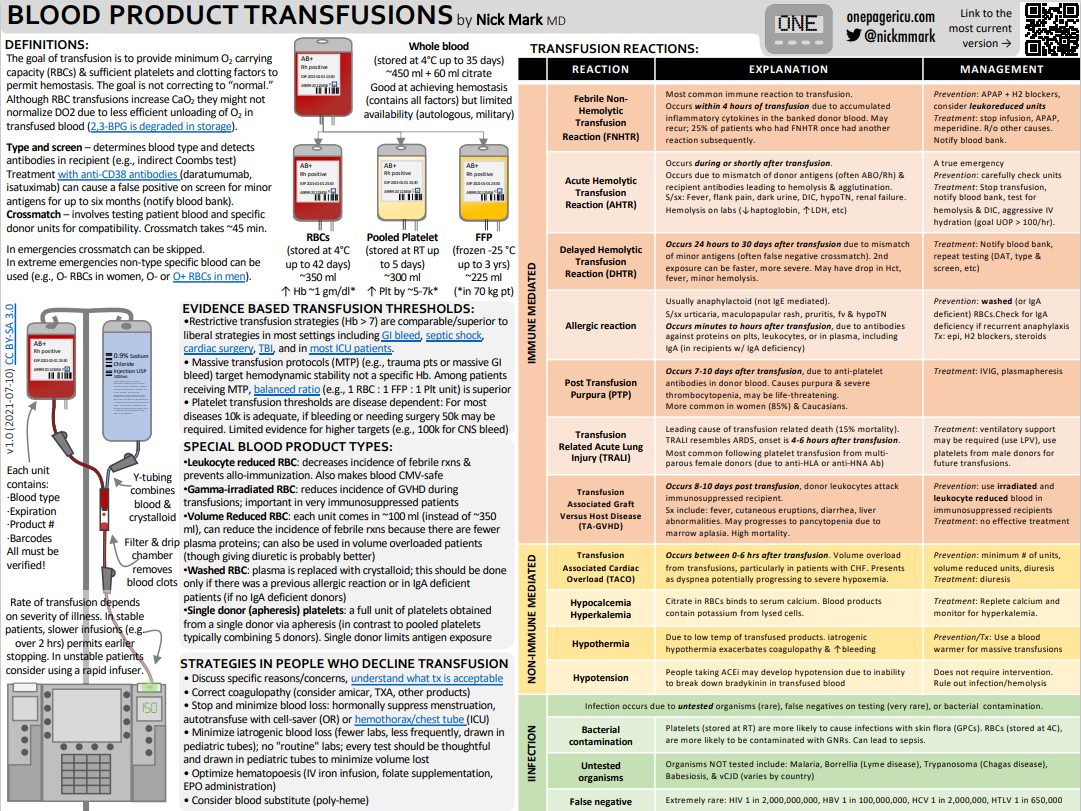 BLOOD PRODUCT TRANSFUSIONS by Nick Mark MD
ONE
onepagericu.com
@nickmmark
Link to the
most current
version →
DEFINITIONS:
The goal of transfusion is to provide minimum O₂ carrying
capacity (RBCs) & sufficient platelets and clotting factors to
permit hemostasis. The goal is not correcting to “normal.”
Although RBC transfusions increase CaO₂ they might not
normalize DO2 due to less efficient unloading of O₂ in
transfused blood (2,3-BPG is degraded in storage).
Type and screen – determines blood type and detects
antibodies in recipient (e.g., indirect Coombs test)
Treatment with anti-CD38 antibodies (daratumumab,
isatuximab) can cause a false positive on screen for minor
antigens for up to six months (notify blood bank).
Crossmatch – involves testing patient blood and specific
donor units for compatibility. Crossmatch takes ~45 min.
In emergencies crossmatch can be skipped.
In extreme emergencies non-type specific blood can be
used (e.g., O- RBCs in women, O- or O+ RBCs in men).
AB+
Rh positive
Whole blood
(stored at 4°C up to 35 days)
~450 ml + 60 ml citrate
Good at achieving hemostasis
(contains all factors) but limited
availability (autologous, military)
AB+
Rh positive
AB+
Rh positive
AB+
Rh positive
RBCs
(stored at 4°C
up to 42 days)
~350 ml
↑ Hb ~1 gm/dl*
Pooled Platelet
(stored at RT up
to 5 days)
~300 ml
↑ Plt by ~5-7k*
FFP
(frozen -25 °C
up to 3 yrs)
~225 ml
(*in 70 kg pt)
v1.0 (2021-07-10) CC BY-SA 3.0
AB+
Rh positive
0.9% Sodium
Chloride
Injection USP
Each unit
contains:
·Blood type
·Expiration
·Product #
·Barcodes
All must be
verified!
Y-tubing
combines
blood &
crystalloid
Filter & drip
chamber
removes
blood clots
Rate of transfusion depends
on severity of illness. In stable
patients, slower infusions (e.g.,
over 2 hrs) permits earlier
stopping. In unstable patients
consider using a rapid infuser.
150
EVIDENCE BASED TRANSFUSION THRESHOLDS:
•Restrictive transfusion strategies (Hb > 7) are comparable/superior to
liberal strategies in most settings including GI bleed, septic shock,
cardiac surgery, TBI, and in most ICU patients.
• Massive transfusion protocols (MTP) (e.g., trauma pts or massive GI
bleed) target hemodynamic stability not a specific Hb. Among patients
receiving MTP, balanced ratio (e.g., 1 RBC : 1 FFP : 1 Plt unit) is superior
• Platelet transfusion thresholds are disease dependent: For most
diseases 10k is adequate, if bleeding or needing surgery 50k may be
required. Limited evidence for higher targets (e.g., 100k for CNS bleed)
SPECIAL BLOOD PRODUCT TYPES:
•Leukocyte reduced RBC: decreases incidence of febrile rxns &
prevents allo-immunization. Also makes blood CMV-safe
•Gamma-irradiated RBC: reduces incidence of GVHD during
transfusions; important in very immunosuppressed patients
•Volume Reduced RBC: each unit comes in ~100 ml (instead of ~350
ml), can reduce the incidence of febrile rxns because there are fewer
plasma proteins; can also be used in volume overloaded patients
(though giving diuretic is probably better)
•Washed RBC: plasma is replaced with crystalloid; this should be done
only if there was a previous allergic reaction or in IgA deficient
patients (if no IgA deficient donors)
•Single donor (apheresis) platelets: a full unit of platelets obtained
from a single donor via apheresis (in contrast to pooled platelets
typically combining 5 donors). Single donor limits antigen exposure
STRATEGIES IN PEOPLE WHO DECLINE TRANSFUSION
• Discuss specific reasons/concerns, understand what tx is acceptable
• Correct coagulopathy (consider amicar, TXA, other products)
• Stop and minimize blood loss: hormonally suppress menstruation,
autotransfuse with cell-saver (OR) or hemothorax/chest tube (ICU)
• Minimize iatrogenic blood loss (fewer labs, less frequently, drawn in
pediatric tubes); no "routine" labs; every test should be thoughtful
and drawn in pediatric tubes to minimize volume lost
• Optimize hematopoesis (IV iron infusion, folate supplementation,
EPO administration)
• Consider blood substitute (poly-heme)
TRANSFUSION REACTIONS:
REACTION EXPLANATION MANAGEMENT
IMMUNE MEDIATED
Febrile Non-
Hemolytic
Transfusion
Reaction (FNHTR)
Most common immune reaction to transfusion.
Occurs within 4 hours of transfusion due to accumulated
inflammatory cytokines in the banked donor blood. May
recur; 25% of patients who had FNHTR once had another
reaction subsequently.
Prevention: APAP + H2 blockers,
consider leukoreduced units
Treatment: stop infusion, APAP,
meperidine. R/o other causes.
Notify blood bank.
Acute Hemolytic
Transfusion
Reaction (AHTR)
Occurs during or shortly after transfusion.
Occurs due to mismatch of donor antigens (often ABO/Rh) &
recipient antibodies leading to hemolysis & agglutination.
S/sx: Fever, flank pain, dark urine, DIC, hypoTN, renal failure.
Hemolysis on labs (↓haptoglobin, ↑LDH, etc)
A true emergency
Prevention: carefully check units
Treatment: Stop transfusion,
notify blood bank, test for
hemolysis & DIC, aggressive IV
hydration (goal UOP > 100/hr).
Delayed Hemolytic
Transfusion
Reaction (DHTR)
Occurs 24 hours to 30 days after transfusion due to mismatch
of minor antigens (often false negative crossmatch). 2nd
exposure can be faster, more severe. May have drop in Hct,
fever, minor hemolysis.
Treatment: Notify blood bank,
repeat testing (DAT, type &
screen, etc)
Allergic reaction
Usually anaphylactoid (not IgE mediated).
S/sx urticaria, maculopapular rash, pruritis, fv & hypoTN
Occurs minutes to hours after transfusion, due to antibodies
against proteins on plts, leukocytes, or in plasma, including
IgA (in recipients w/ IgA deficiency)
Prevention: washed (or IgA
deficient) RBCs.Check for IgA
deficiency if recurrent anaphylaxis
Tx: epi, H2 blockers, steroids
Post Transfusion
Purpura (PTP)
Occurs 7-10 days after transfusion, due to anti-platelet
antibodies in donor blood. Causes purpura & severe
thrombocytopenia, may be life-threatening.
More common in women (85%) & Caucasians.
Treatment: IVIG, plasmapheresis
Transfusion
Related Acute Lung
Injury (TRALI)
Leading cause of transfusion related death (15% mortality).
TRALI resembles ARDS, onset is 4-6 hours after transfusion.
Most common following platelet transfusion from multi-
parous female donors (due to anti-HLA or anti-HNA Ab)
Treatment: ventilatory support
may be required (use LPV), use
platelets from male donors for
future transfusions.
Transfusion
Associated Graft
Versus Host Disease
(TA-GVHD)
Occurs 8-10 days post transfusion, donor leukocytes attack
immunosuppressed recipient.
Sx include: fever, cutaneous eruptions, diarrhea, liver
abnormalities. May progresses to pancytopenia due to
marrow aplasia. High mortality.
Prevention: use irradiated and
leukocyte reduced blood in
immunosuppressed recipients
Treatment: no effective treatment
NON-IMMUNE MEDIATED
Transfusion
Associated Cardiac
Overload (TACO)
Occurs between 0-6 hrs after transfusion. Volume overload
from transfusions, particularly in patients with CHF. Presents
as dyspnea potentially progressing to severe hypoxemia.
Prevention: minimum # of units,
volume reduced units, diuresis
Treatment: diuresis
Hypocalcemia
Hyperkalemia
Citrate in RBCs binds to serum calcium. Blood products
contain potassium from lysed cells.
Treatment: Replete calcium and
monitor for hyperkalemia.
Hypothermia
Due to low temp of transfused products. iatrogenic
hypothermia exacerbates coagulopathy & ↑bleeding
Prevention/Tx: Use a blood
warmer for massive transfusions
Hypotension
People taking ACEi may develop hypotension due to inability
to break down bradykinin in transfused blood
Does not require intervention.
Rule out infection/hemolysis
IINFECTION
Infection occurs due to untested organisms (rare), false negatives on testing (very rare), or bacterial contamination.
Bacterial
contamination
Platelets (stored at RT) are more likely to cause infections with skin flora (GPCs). RBCs (stored at 4C),
are more likely to be contaminated with GNRs. Can lead to sepsis.
Untested
organisms
Organisms NOT tested include: Malaria, Borrellia (Lyme disease), Trypanosoma (Chagas disease),
Babesiosis, & vCJD (varies by country)
False negative
Extremely rare: HIV 1 in 2,000,000,000, HBV 1 in 100,000,000, HCV 1 in 2,000,000, HTLV 1 in 650,000